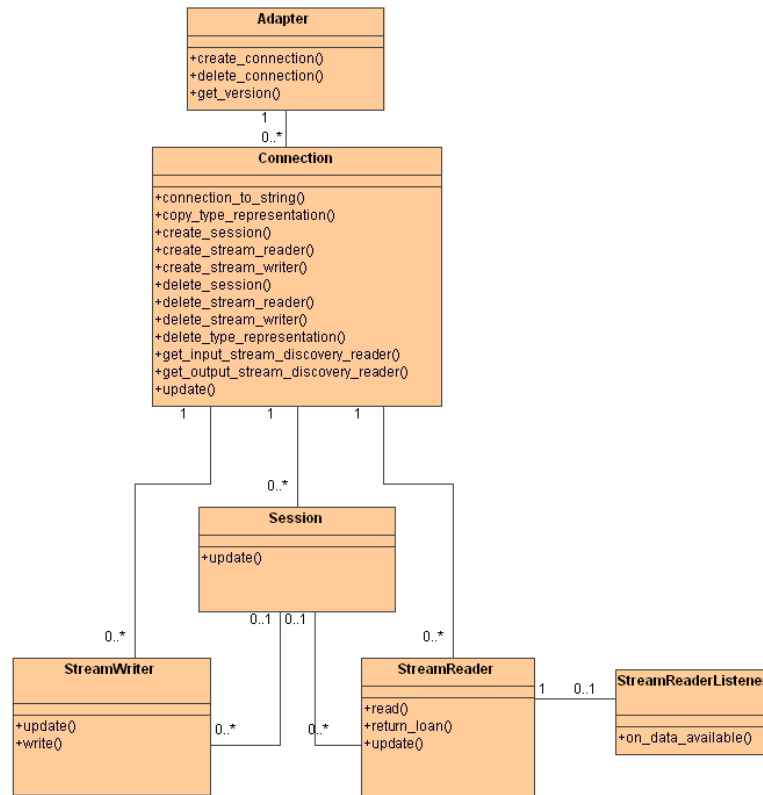 Adapter
+create_connection()
+delete_connection()
+get_version()
1
0..*
Connection
+connection_to_string()
+copy_type_representation()
+create_session()
+create_stream_reader()
+create_stream_writer()
+delete_session()
+delete_stream_reader()
+delete_stream_writer()
+delete_type_representation()
+get_input_stream_discovery_reader()
+get_output_stream_discovery_reader()
+update()
1 1 1
0..*
Session
+update()
0..1 0..1
0..* 0..*
StreamWriter
+update()
+write()
0..*
StreamReader
+read()
+return_loan()
+update()
0..*
1 0..1
StreamReaderListener
+on_data_available()